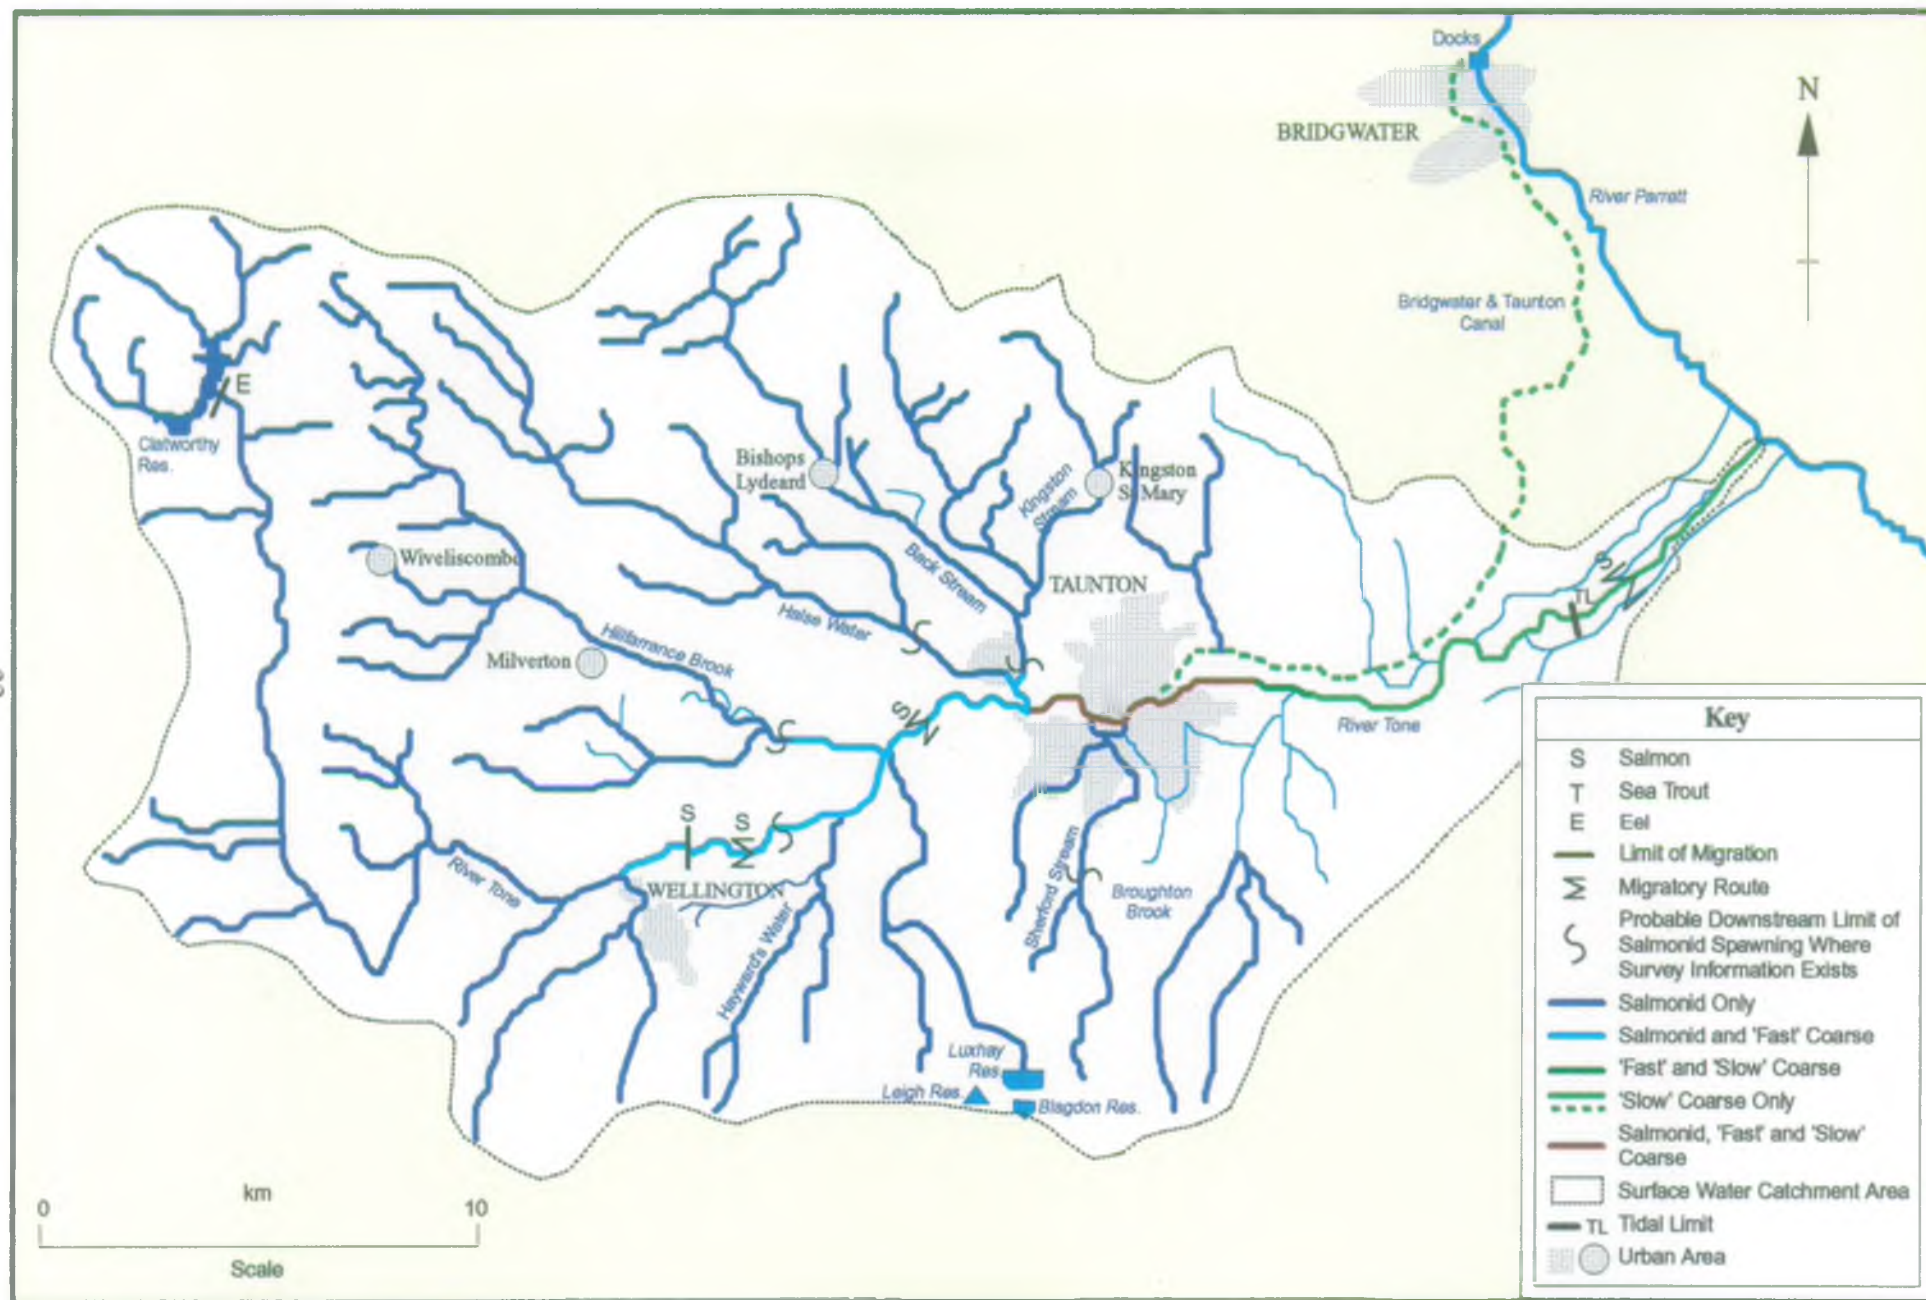 Docks
N
BRIDGWATER
River Parrett
Bridgwater & Taunton
Canal
E
Clatworthy
Res.
Bishops
Lydeard
Kingston
St Mary
Kingston
Stream
Wiveliscombe
Back Stream
TAUNTON
Halse Water
Hillfarrance Brook
Milverton
S
TL
S
River Tone
S
S
River Tone
WELLINGTON
Hayward's Water
Sherford Stream
Broughton
Brook
Luxhay
Res.
Leigh Res.
Blagdon Res.
km
0 10
Scale
Key
S Salmon
T Sea Trout
E Eel
Limit of Migration
Migratory Route
Probable Downstream Limit of
Salmonid Spawning Where
Survey Information Exists
Salmonid Only
Salmonid and 'Fast' Coarse
'Fast' and 'Slow' Coarse
'Slow' Coarse Only
Salmonid, 'Fast' and 'Slow'
Coarse
Surface Water Catchment Area
TL Tidal Limit
Urban Area